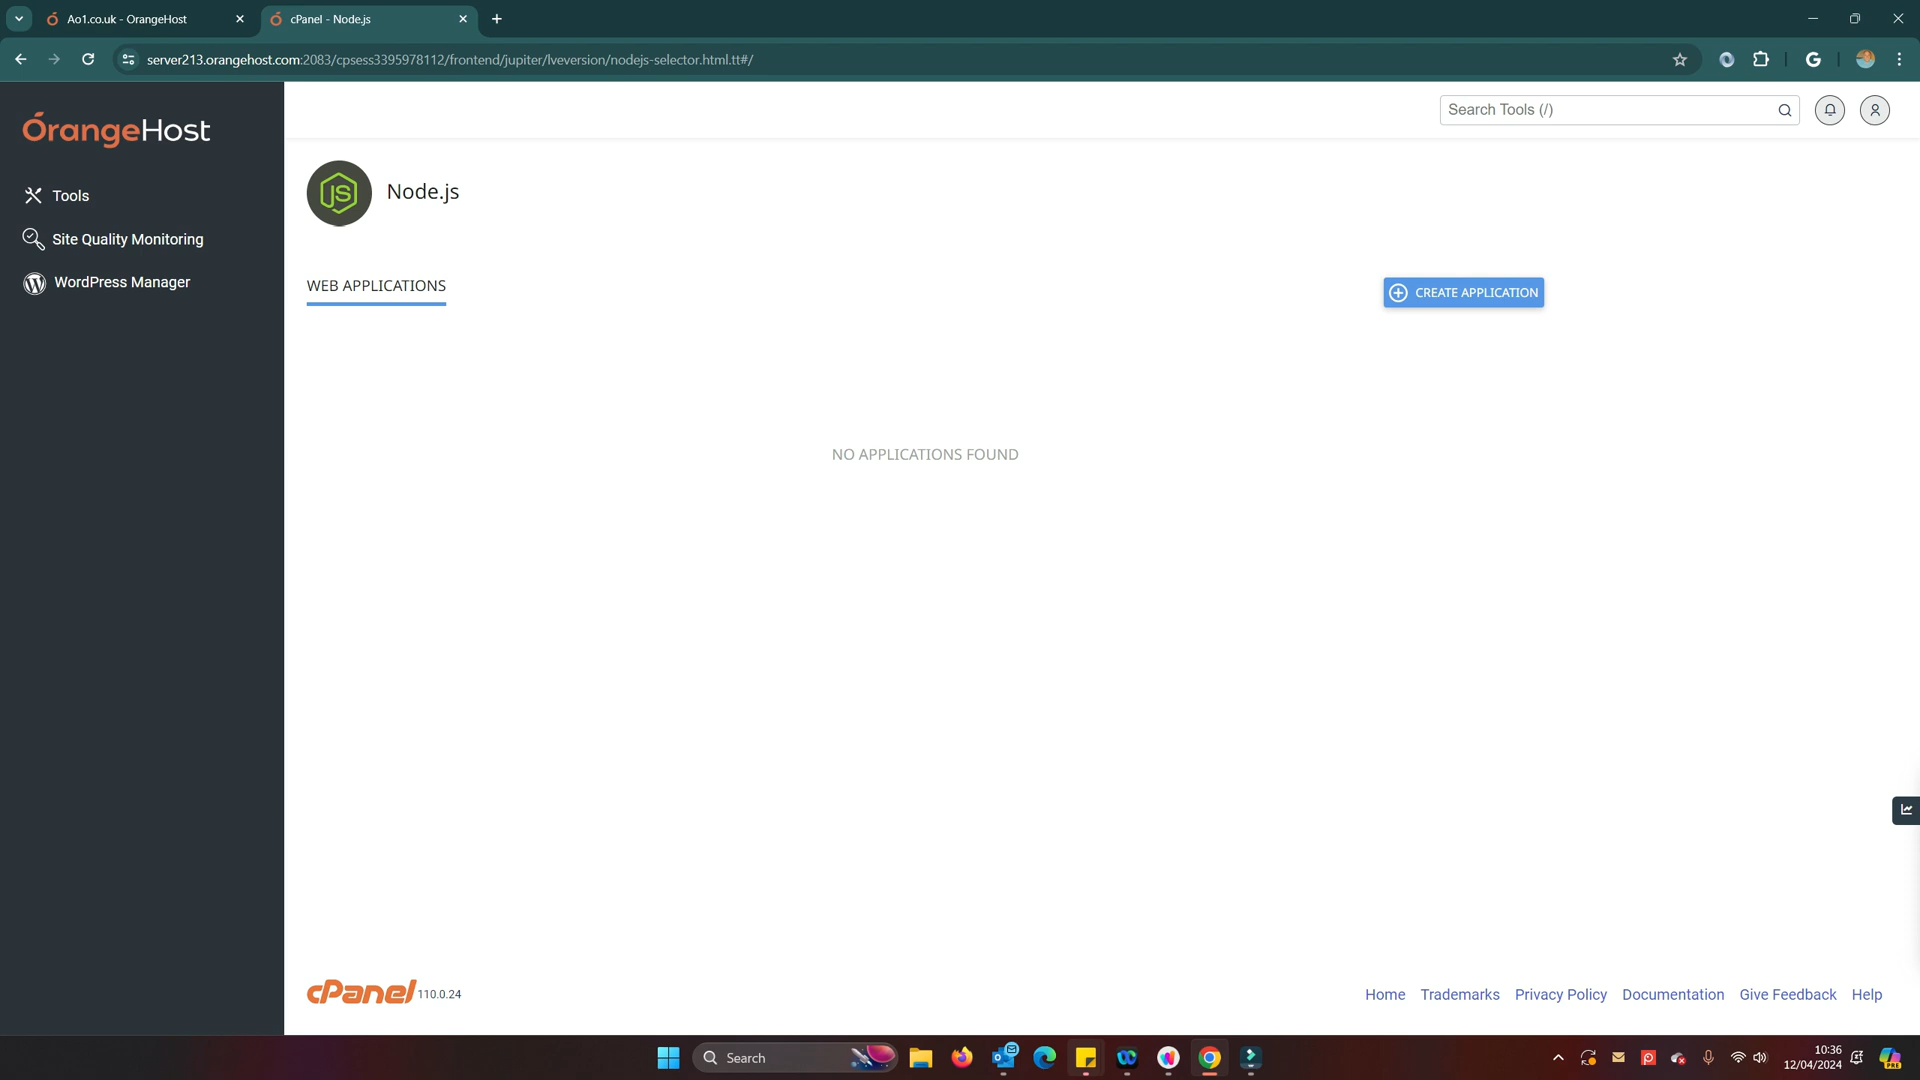 Ao1.co.uk - OrangeHost
cPanel - Node.js
server213.orangehost.com:2083/cpsess3395978112/frontend/jupiter/lveversion/nodejs-selector.html.tt#/
OrangeHost
Search Tools (/)
Tools
Site Quality Monitoring
WordPress Manager
JS
Node.js
WEB APPLICATIONS
CREATE APPLICATION
NO APPLICATIONS FOUND
cPanel 110.0.24
Home Trademarks Privacy Policy Documentation Give Feedback Help
Search
10:36
12/04/2024
PRE